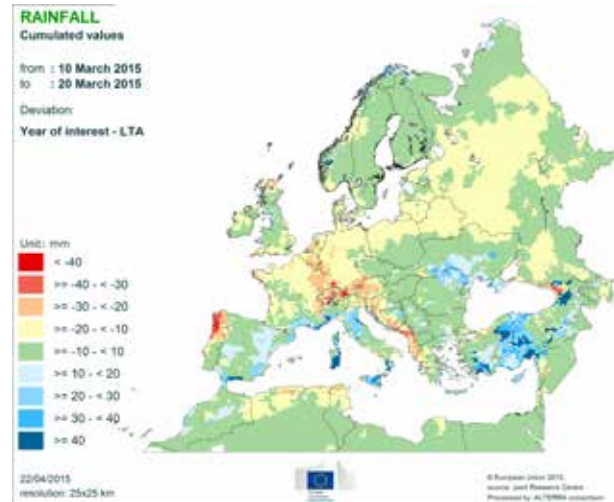 RAINFALL
Cumulated values
from : 10 March 2015
to : 20 March 2015
Deviation:
Year of interest - LTA
Unit: mm
< -40
>= -40 - < -30
>= -30 - < -20
>= -20 - < -10
>= -10 - < 10
>= 10 - < 20
>= 20 - < 30
>= 30 - < 40
>= 40
22/04/2015
resolution: 25x25 km
© European Union 2015
source: Joint Research Centre
Processed by consortium